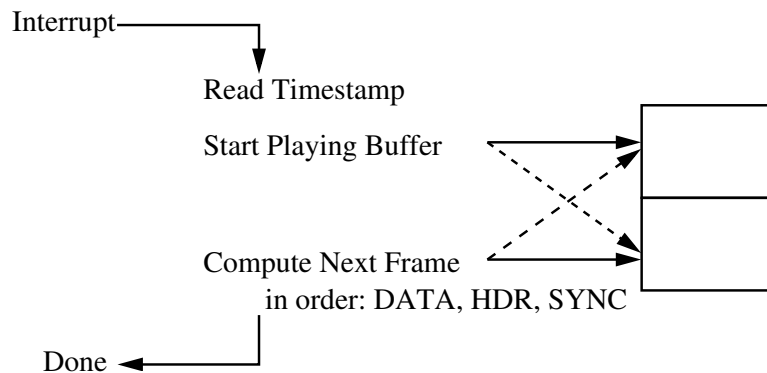 Interrupt
Read Timestamp
Start Playing Buffer
Compute Next Frame
in order: DATA, HDR, SYNC
Done